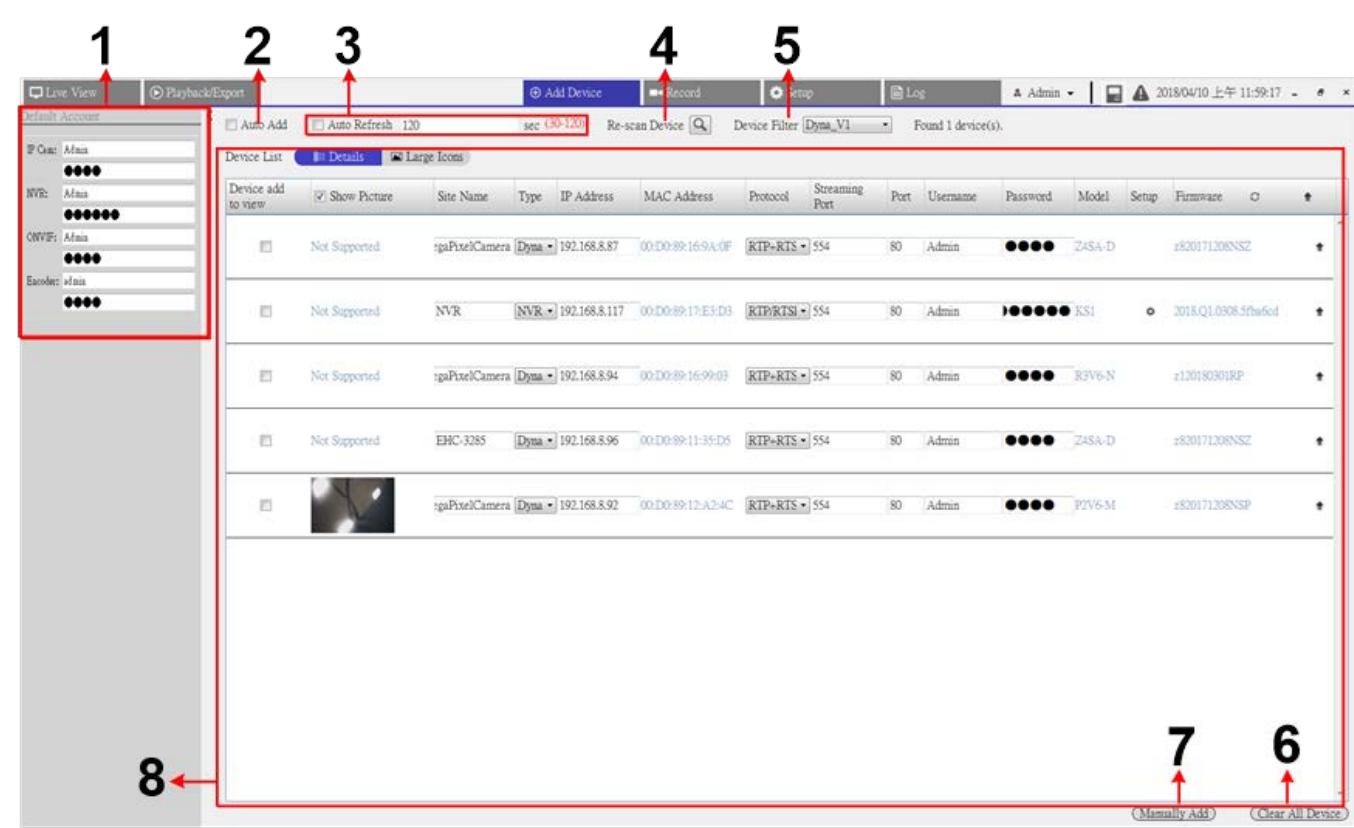 1 2 3 4 5
Live View Playback/Export Add Device Record Setup Log Admin 2018/04/10 上午 11:59:17
Default Account
Auto Add Auto Refresh 120 sec (30-120) Re-scan Device Device Filter Dyna_V1 Found 1 device(s).
IP Cam: Admin
●●●●
NVR: Admin
●●●●●●
ONVIF: Admin
●●●●
Encoder: admin
●●●●
Device List Details Large Icons
Device add to view Show Picture Site Name Type IP Address MAC Address Protocol Streaming Port Port Username Password Model Setup Firmware
Not Supported egaPixelCamera Dyna 192.168.8.87 00:D0:89:16:9A:0F RTP+RTS 554 80 Admin ●●●● Z4SA-D z820171208NSZ
Not Supported NVR NVR 192.168.8.117 00:D0:89:17:E3:D3 RTP/RTSI 554 80 Admin ●●●●●● KS1 2018.Q1.0308.5fba6cd
Not Supported egaPixelCamera Dyna 192.168.8.94 00:D0:89:16:99:03 RTP+RTS 554 80 Admin ●●●● R3V6-N z120180301RP
Not Supported EHC-3285 Dyna 192.168.8.96 00:D0:89:11:35:D5 RTP+RTS 554 80 Admin ●●●● Z4SA-D z820171208NSZ
egaPixelCamera Dyna 192.168.8.92 00:D0:89:12:A2:4C RTP+RTS 554 80 Admin ●●●● P2V6-M z820171208NSP
8 7 6
Manually Add Clear All Device